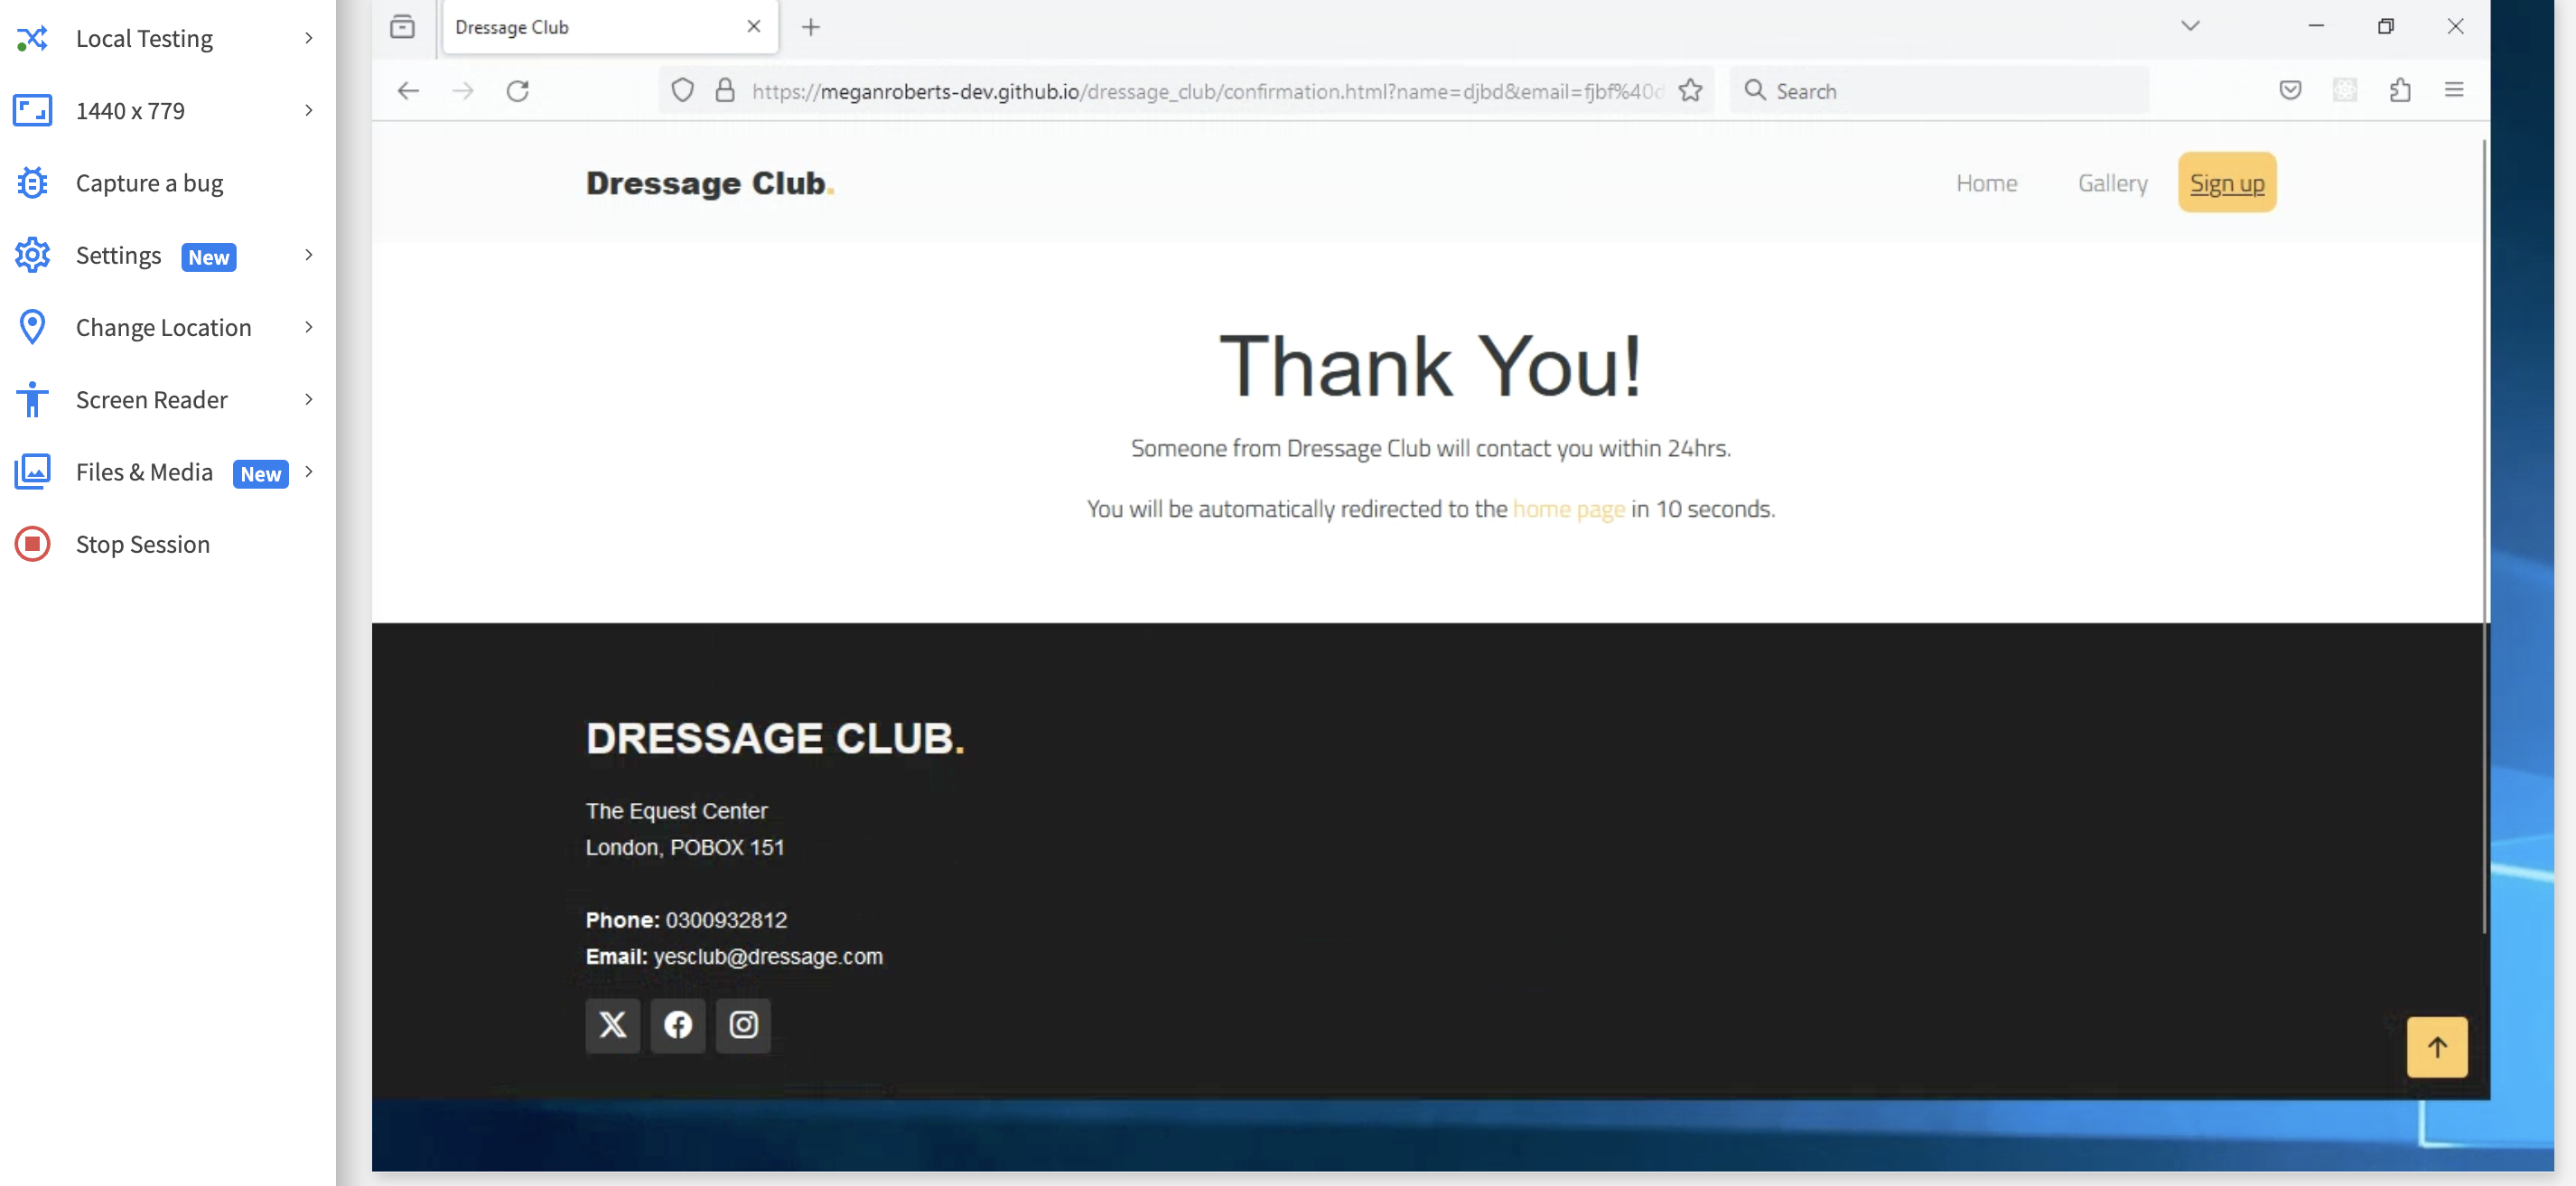 Local Testing
1440 x 779
Capture a bug
Settings New
Change Location
Screen Reader
Files & Media New
Stop Session
Dressage Club
https://meganroberts-dev.github.io/dressage_club/confirmation.html?name=djbd&email=fjbf%40
Search
Dressage Club.
Home Gallery Sign up
Thank You!
Someone from Dressage Club will contact you within 24hrs.
You will be automatically redirected to the home page in 10 seconds.
DRESSAGE CLUB.
The Equest Center
London, POBOX 151
Phone: 0300932812
Email: yesclub@dressage.com